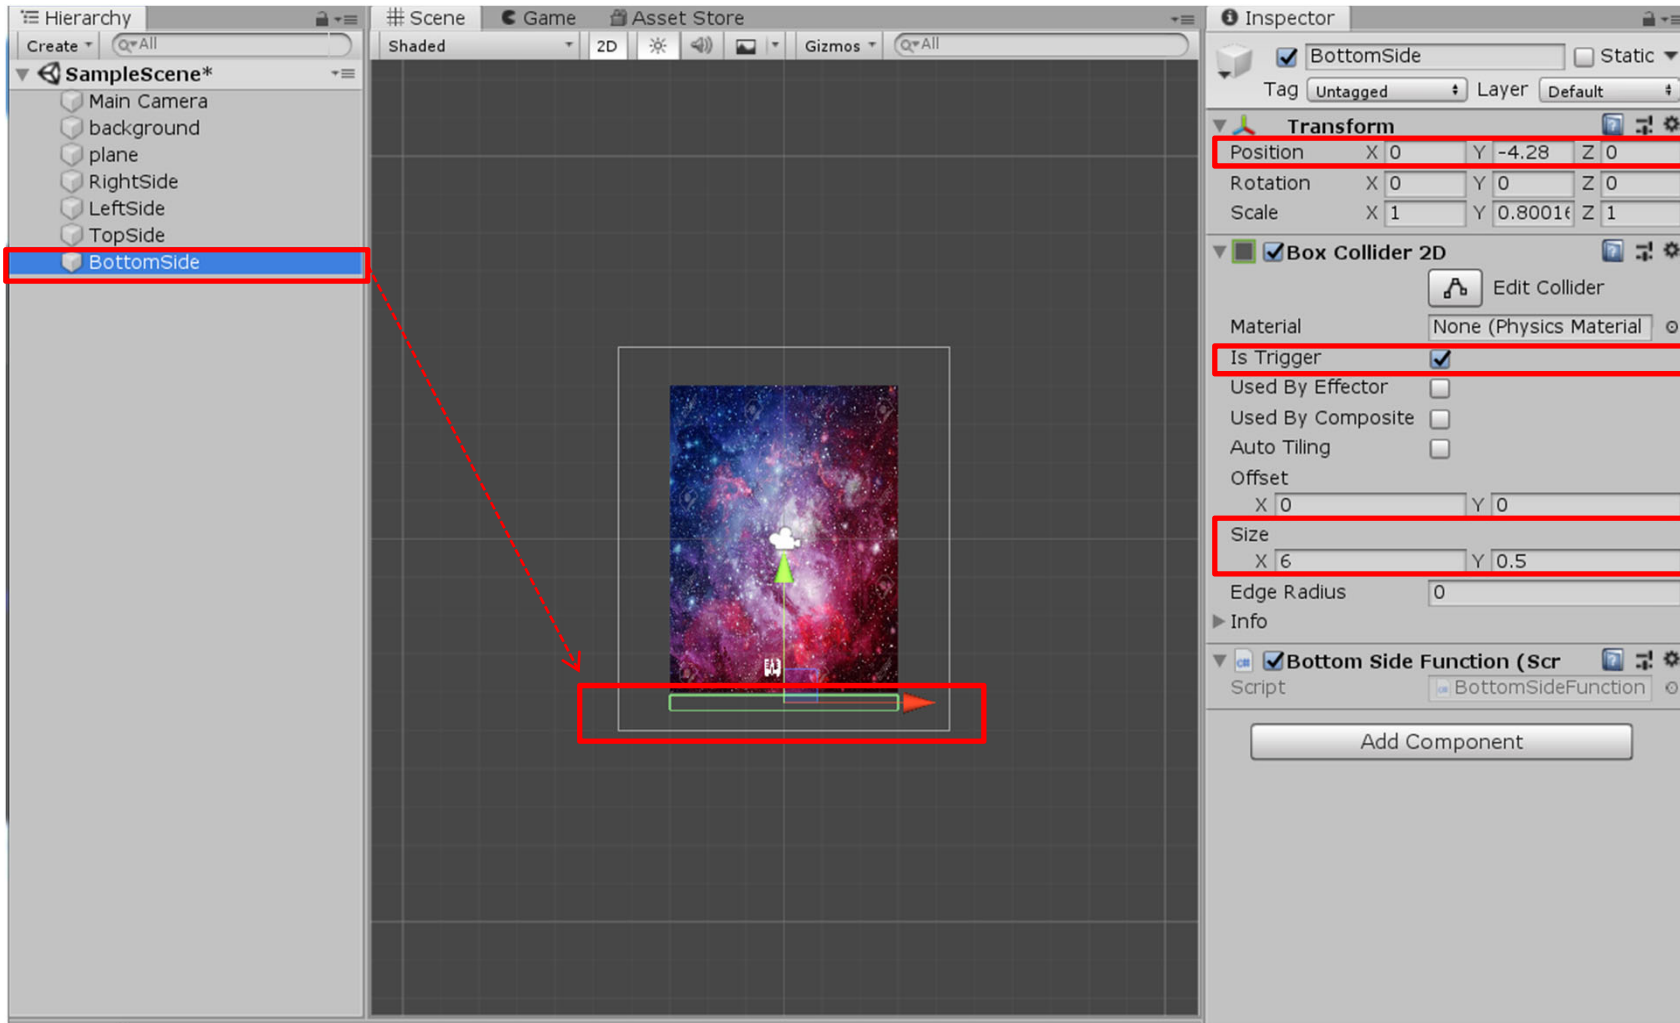 Hierarchy
Create
All
SampleScene*
Main Camera
background
plane
RightSide
LeftSide
TopSide
BottomSide
Scene
Game
Asset Store
Shaded
2D
Gizmos
All
Inspector
BottomSide
Static
Tag
Untagged
Layer
Default
Transform
Position X 0 Y -4.28 Z 0
Rotation X 0 Y 0 Z 0
Scale X 1 Y 0.80016 Z 1
Box Collider 2D
Edit Collider
Material None (Physics Material
Is Trigger
Used By Effector
Used By Composite
Auto Tiling
Offset
X 0 Y 0
Size
X 6 Y 0.5
Edge Radius 0
Info
Bottom Side Function (Scr
Script BottomSideFunction
Add Component